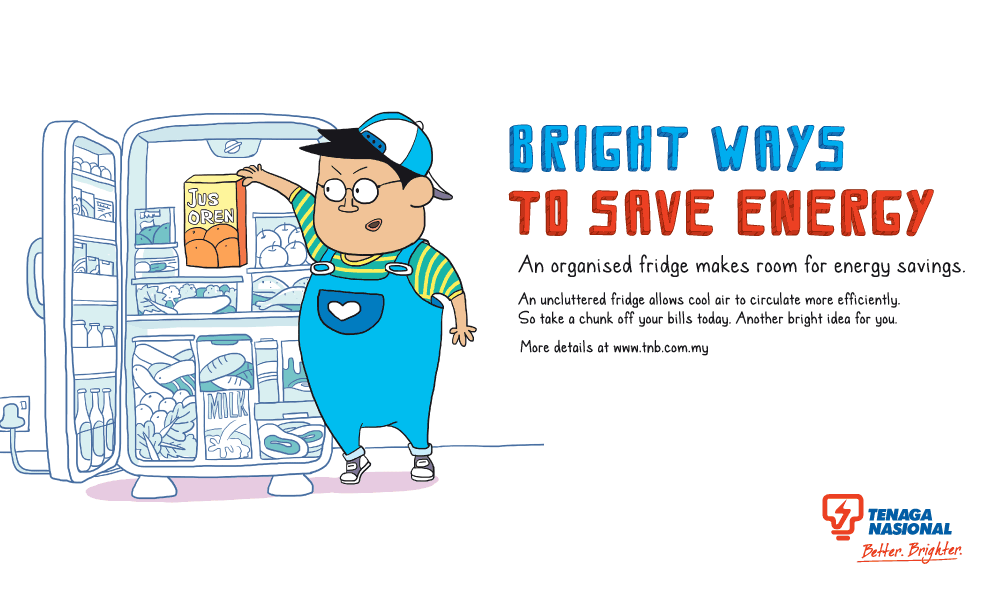 JUS
OREN
MILK
BRIGHT WAYS
TO SAVE ENERGY
An organised fridge makes room for energy savings.
An uncluttered fridge allows cool air to circulate more efficiently.
So take a chunk off your bills today. Another bright idea for you.
More details at www.tnb.com.my
TENAGA
NASIONAL
Better. Brighter.